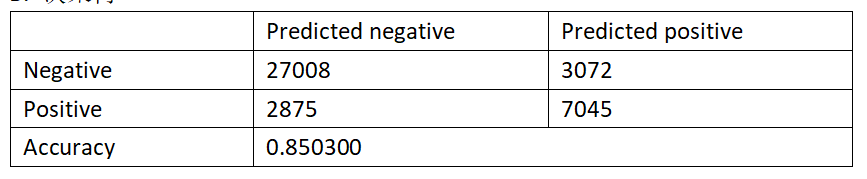 Predicted negative Predicted positive
Negative 27008 3072
Positive 2875 7045
Accuracy 0.850300